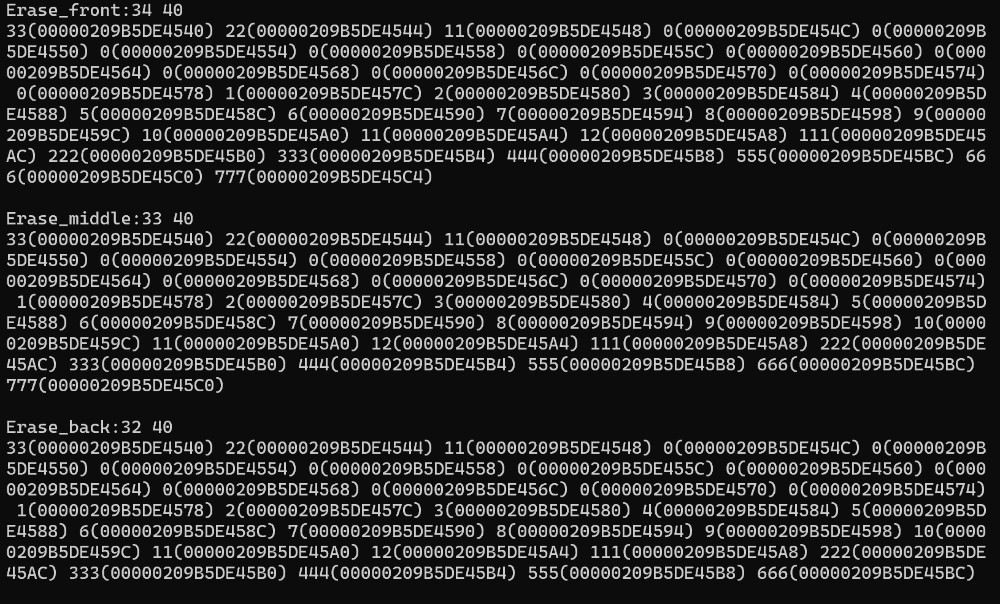 Erase_front:34 40
33(00000209B5DE4540) 22(00000209B5DE4544) 11(00000209B5DE4548) 0(00000209B5DE454C) 0(00000209B
5DE4550) 0(00000209B5DE4554) 0(00000209B5DE4558) 0(00000209B5DE455C) 0(00000209B5DE4560) 0(000
00209B5DE4564) 0(00000209B5DE4568) 0(00000209B5DE456C) 0(00000209B5DE4570) 0(00000209B5DE4574)
 0(00000209B5DE4578) 1(00000209B5DE457C) 2(00000209B5DE4580) 3(00000209B5DE4584) 4(00000209B5D
E4588) 5(00000209B5DE458C) 6(00000209B5DE4590) 7(00000209B5DE4594) 8(00000209B5DE4598) 9(00000
209B5DE459C) 10(00000209B5DE45A0) 11(00000209B5DE45A4) 12(00000209B5DE45A8) 111(00000209B5DE45
AC) 222(00000209B5DE45B0) 333(00000209B5DE45B4) 444(00000209B5DE45B8) 555(00000209B5DE45BC) 66
6(00000209B5DE45C0) 777(00000209B5DE45C4)

Erase_middle:33 40
33(00000209B5DE4540) 22(00000209B5DE4544) 11(00000209B5DE4548) 0(00000209B5DE454C) 0(00000209B
5DE4550) 0(00000209B5DE4554) 0(00000209B5DE4558) 0(00000209B5DE455C) 0(00000209B5DE4560) 0(000
00209B5DE4564) 0(00000209B5DE4568) 0(00000209B5DE456C) 0(00000209B5DE4570) 0(00000209B5DE4574)
 1(00000209B5DE4578) 2(00000209B5DE457C) 3(00000209B5DE4580) 4(00000209B5DE4584) 5(00000209B5D
E4588) 6(00000209B5DE458C) 7(00000209B5DE4590) 8(00000209B5DE4594) 9(00000209B5DE4598) 10(0000
0209B5DE459C) 11(00000209B5DE45A0) 12(00000209B5DE45A4) 111(00000209B5DE45A8) 222(00000209B5DE
45AC) 333(00000209B5DE45B0) 444(00000209B5DE45B4) 555(00000209B5DE45B8) 666(00000209B5DE45BC)
777(00000209B5DE45C0)

Erase_back:32 40
33(00000209B5DE4540) 22(00000209B5DE4544) 11(00000209B5DE4548) 0(00000209B5DE454C) 0(00000209B
5DE4550) 0(00000209B5DE4554) 0(00000209B5DE4558) 0(00000209B5DE455C) 0(00000209B5DE4560) 0(000
00209B5DE4564) 0(00000209B5DE4568) 0(00000209B5DE456C) 0(00000209B5DE4570) 0(00000209B5DE4574)
 1(00000209B5DE4578) 2(00000209B5DE457C) 3(00000209B5DE4580) 4(00000209B5DE4584) 5(00000209B5D
E4588) 6(00000209B5DE458C) 7(00000209B5DE4590) 8(00000209B5DE4594) 9(00000209B5DE4598) 10(0000
0209B5DE459C) 11(00000209B5DE45A0) 12(00000209B5DE45A4) 111(00000209B5DE45A8) 222(00000209B5DE
45AC) 333(00000209B5DE45B0) 444(00000209B5DE45B4) 555(00000209B5DE45B8) 666(00000209B5DE45BC)